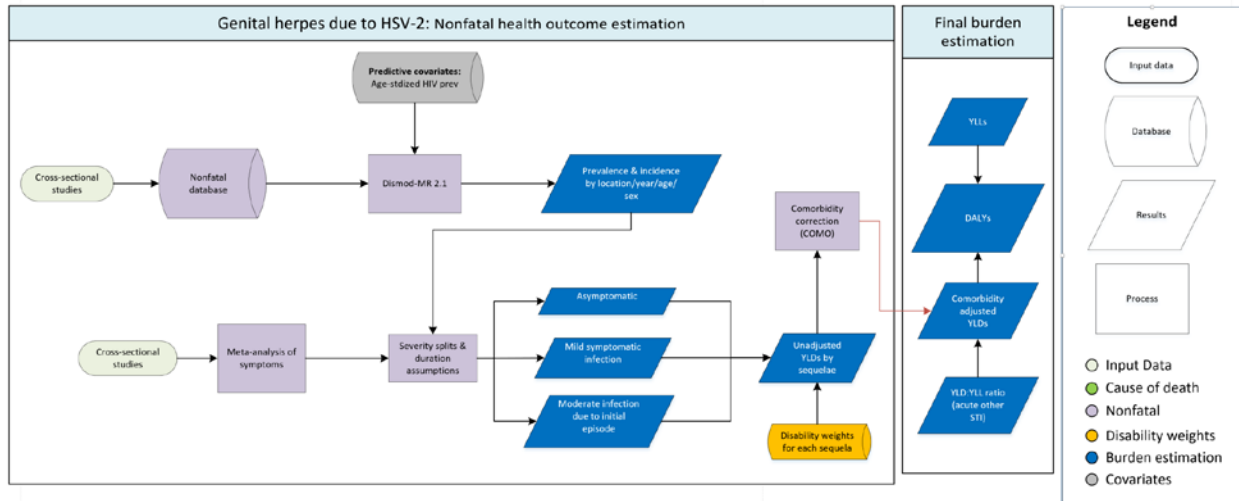 Genital herpes due to HSV-2: Nonfatal health outcome estimation
Predictive covariates:
Age-stdized HIV prev
Cross-sectional
studies
Nonfatal
database
Dismod-MR 2.1
Prevalence & incidence
by location/year/age/
sex
Comorbidity
correction
(COMO)
Cross-sectional
studies
Meta-analysis of
symptoms
Severity splits &
duration
assumptions
Asymptomatic
Mild symptomatic
infection
Moderate infection
due to initial
episode
Unadjusted
YLDs by
sequelae
Disability weights
for each sequela
Final burden
estimation
YLLs
DALYs
Comorbidity
adjusted
YLDs
YLD:YLL ratio
(acute other
STI)
Legend
Input data
Database
Results
Process
Input Data
Cause of death
Nonfatal
Disability weights
Burden estimation
Covariates